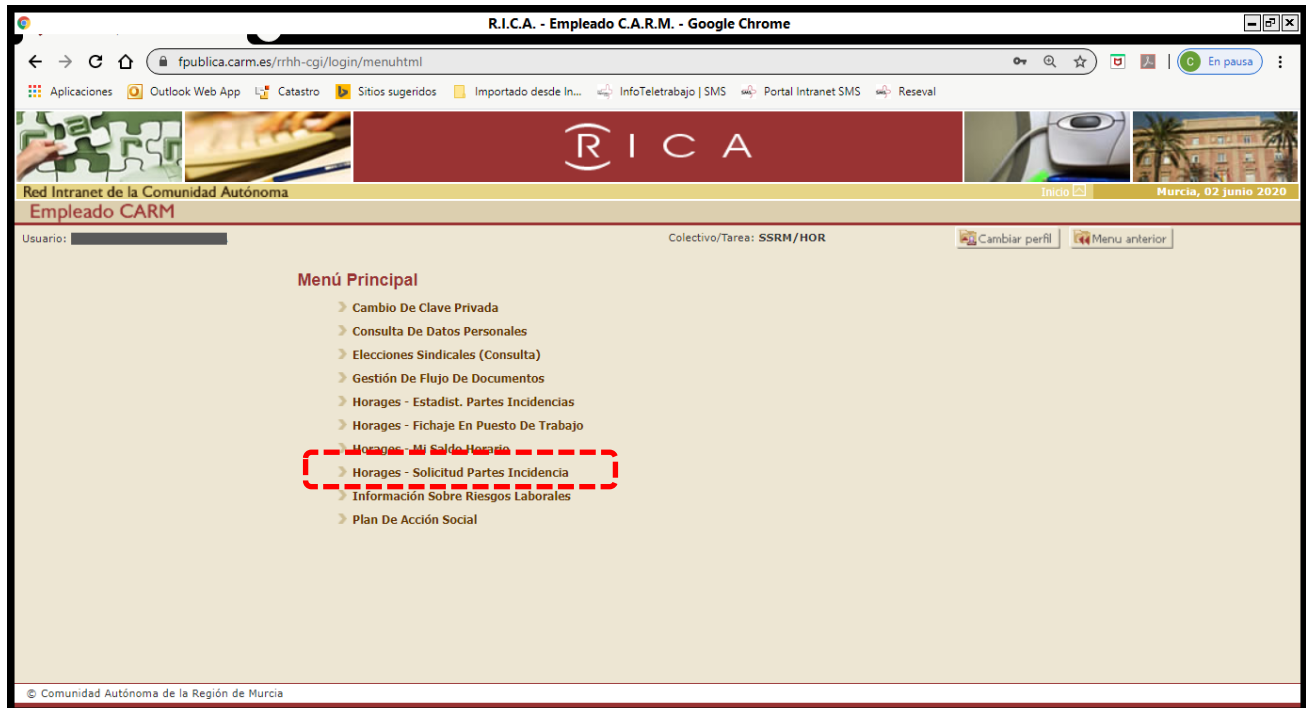 R.I.C.A. - Empleado C.A.R.M. - Google Chrome
fpublica.carm.es/rrhh-cgi/login/menuhtml
C En pausa
Aplicaciones Outlook Web App Catastro Sitios sugeridos Importado desde In... InfoTeletrabajo | SMS Portal Intranet SMS Reseval
RICA
Red Intranet de la Comunidad Autónoma Inicio Murcia, 02 junio 2020
Empleado CARM
Usuario: Colectivo/Tarea: SSRM/HOR Cambiar perfil Menu anterior
Menú Principal
Cambio De Clave Privada
Consulta De Datos Personales
Elecciones Sindicales (Consulta)
Gestión De Flujo De Documentos
Horages - Estadist. Partes Incidencias
Horages - Fichaje En Puesto De Trabajo
Horages - Mi Saldo Horario
Horages - Solicitud Partes Incidencia
Información Sobre Riesgos Laborales
Plan De Acción Social
© Comunidad Autónoma de la Región de Murcia